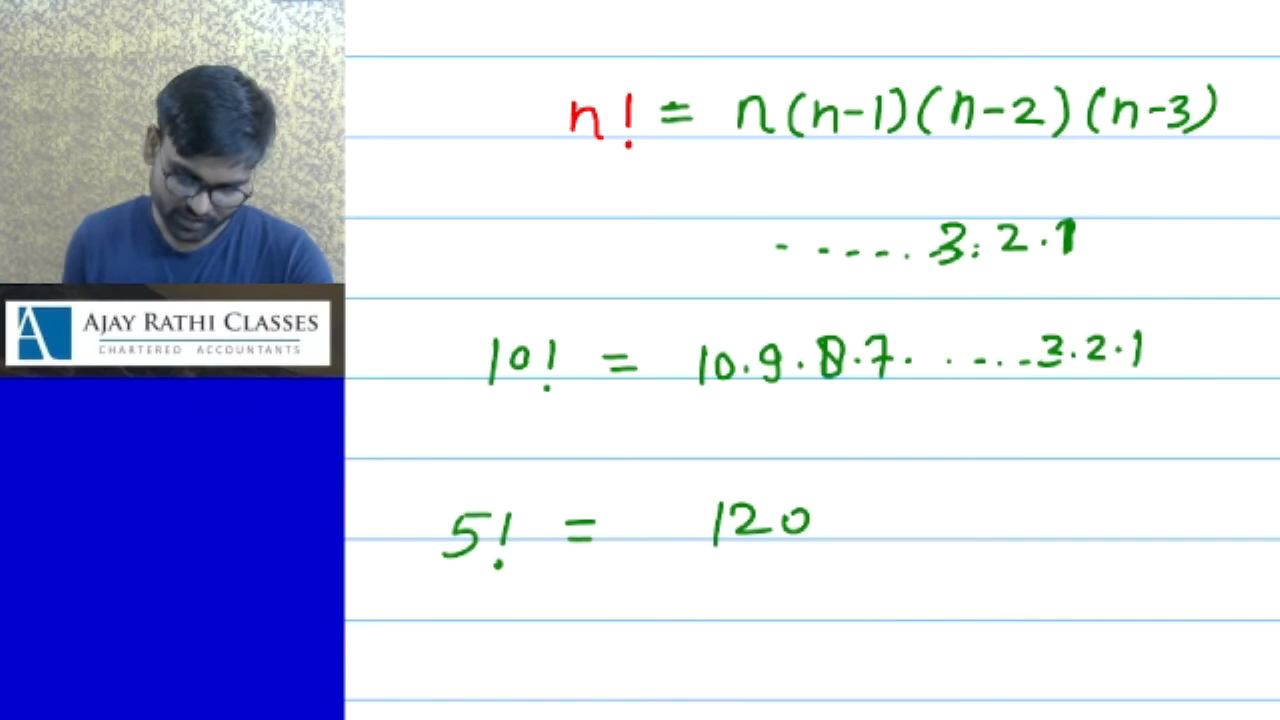 n! = n(n-1)(n-2)(n-3)
- ----. 3. 2.1
10! = 10.9.8.7. . ...-3.2.1
5! = 120
AJAY RATHI CLASSES
CHARTERED ACCOUNTANTS